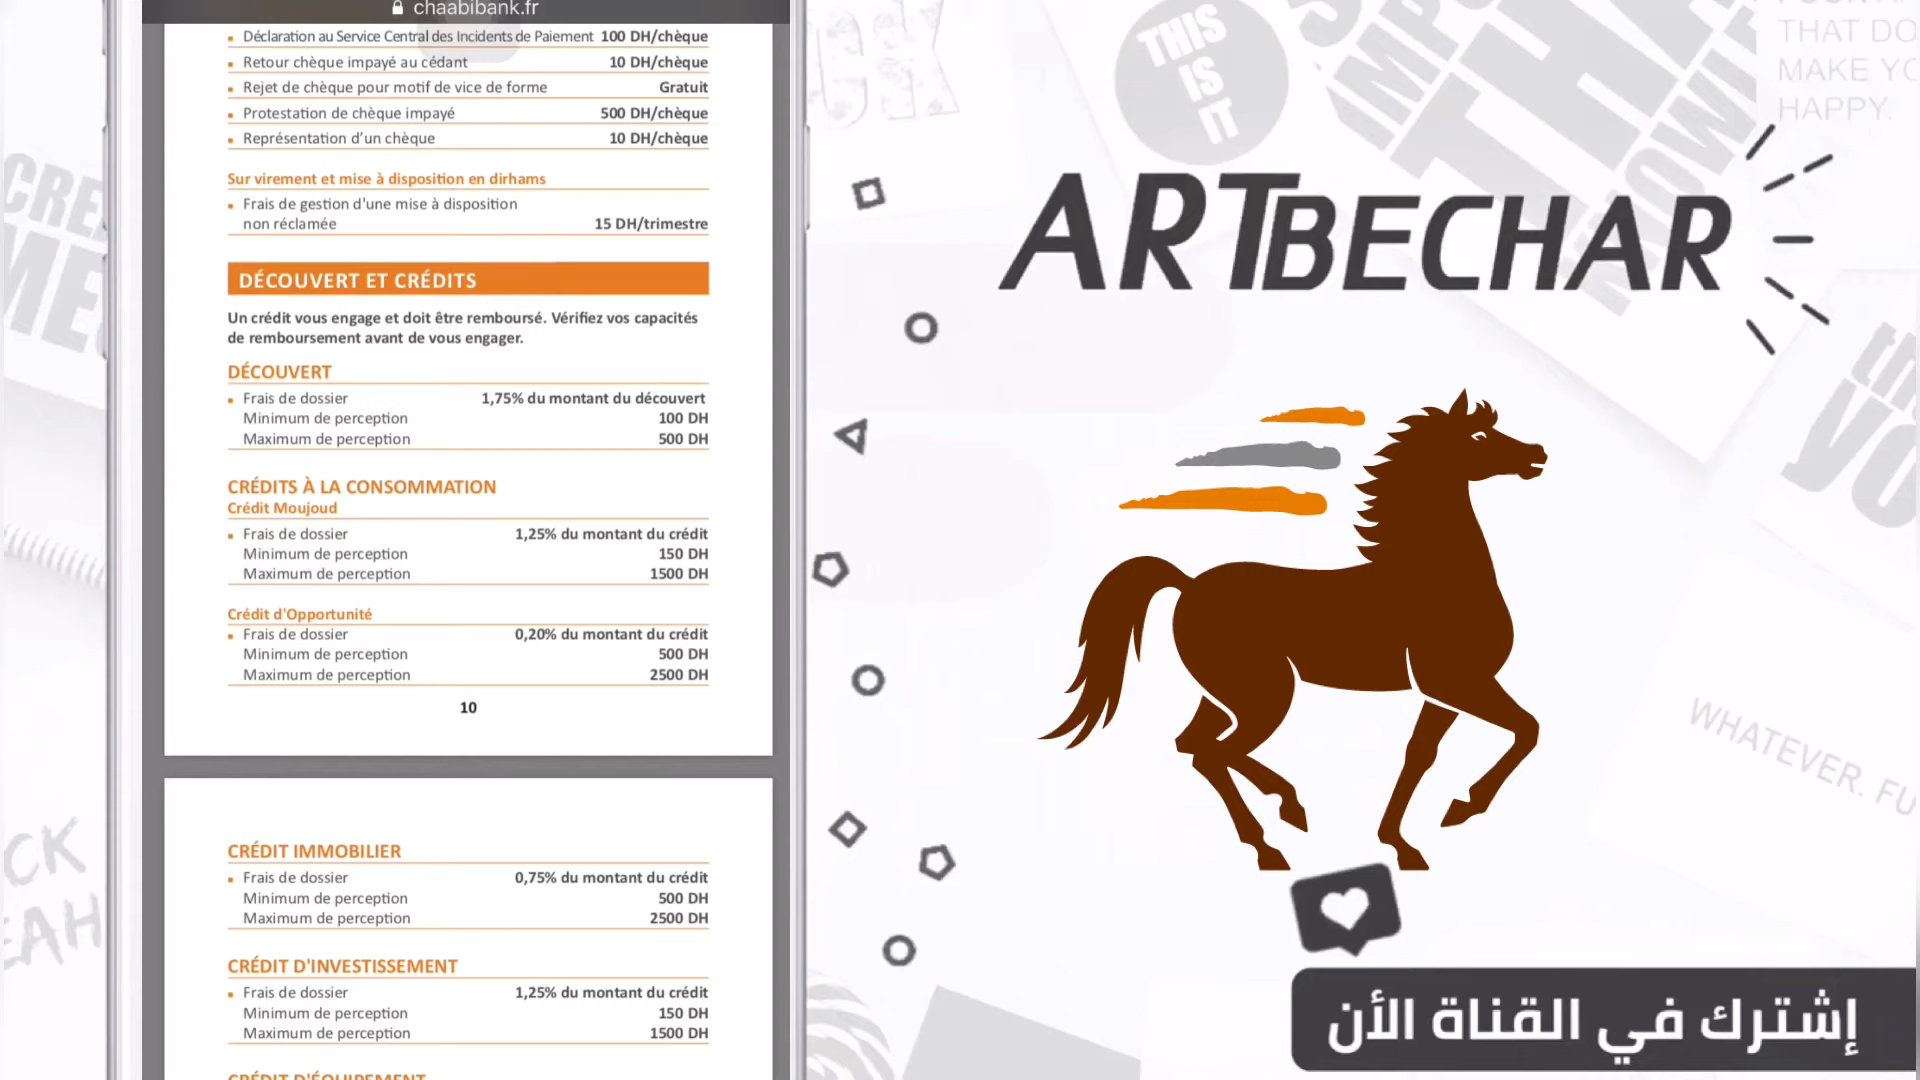 chaabibank.fr
Déclaration au Service Central des Incidents de Paiement 100 DH/chèque
Retour chèque impayé au cédant 10 DH/chèque
Rejet de chèque pour motif de vice de forme Gratuit
Protestation de chèque impayé 500 DH/chèque
Représentation d’un chèque 10 DH/chèque
Sur virement et mise à disposition en dirhams
Frais de gestion d'une mise à disposition
non réclamée 15 DH/trimestre
DÉCOUVERT ET CRÉDITS
Un crédit vous engage et doit être remboursé. Vérifiez vos capacités
de remboursement avant de vous engager.
DÉCOUVERT
Frais de dossier 1,75% du montant du découvert
Minimum de perception 100 DH
Maximum de perception 500 DH
CRÉDITS À LA CONSOMMATION
Crédit Moujoud
Frais de dossier 1,25% du montant du crédit
Minimum de perception 150 DH
Maximum de perception 1500 DH
Crédit d'Opportunité
Frais de dossier 0,20% du montant du crédit
Minimum de perception 500 DH
Maximum de perception 2500 DH
10
CRÉDIT IMMOBILIER
Frais de dossier 0,75% du montant du crédit
Minimum de perception 500 DH
Maximum de perception 2500 DH
CRÉDIT D'INVESTISSEMENT
Frais de dossier 1,25% du montant du crédit
Minimum de perception 150 DH
Maximum de perception 1500 DH
CRÉDIT D'ÉQUIPEMENT
THIS
IS
IT
THAT DO
MAKE YO
HAPPY.
ARTBECHAR
WHATEVER. FU
إشترك في القناة الأن